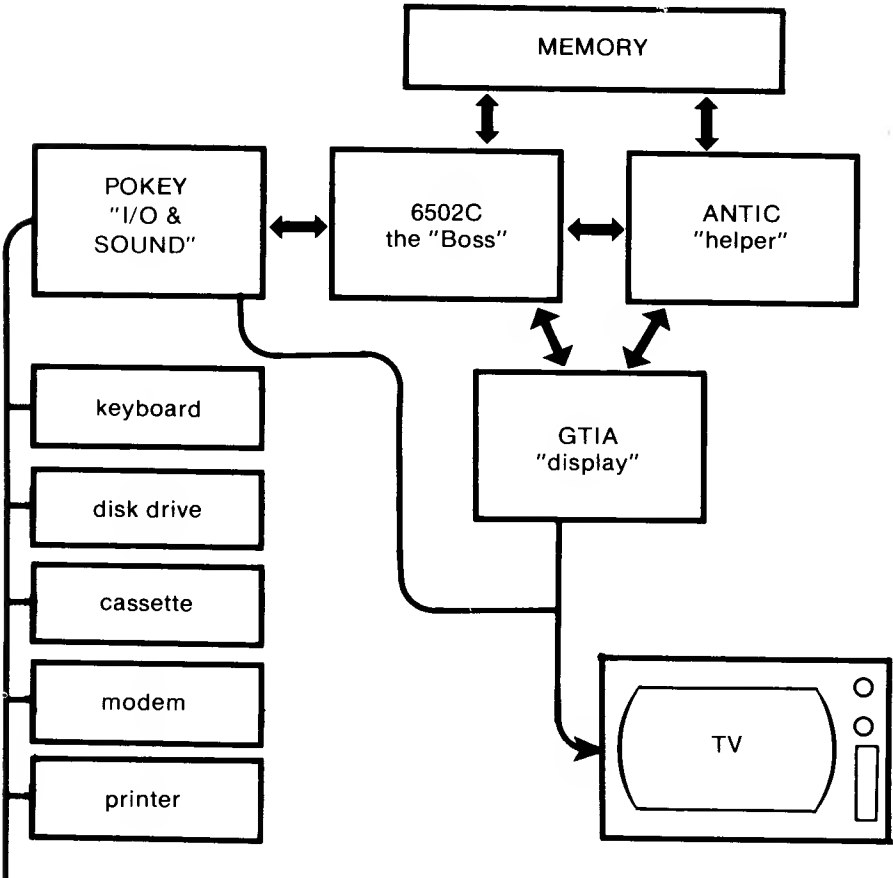 MEMORY
POKEY
"I/O &
SOUND"
6502C
the "Boss"
ANTIC
"helper"
GTIA
"display"
keyboard
disk drive
cassette
modem
printer
TV